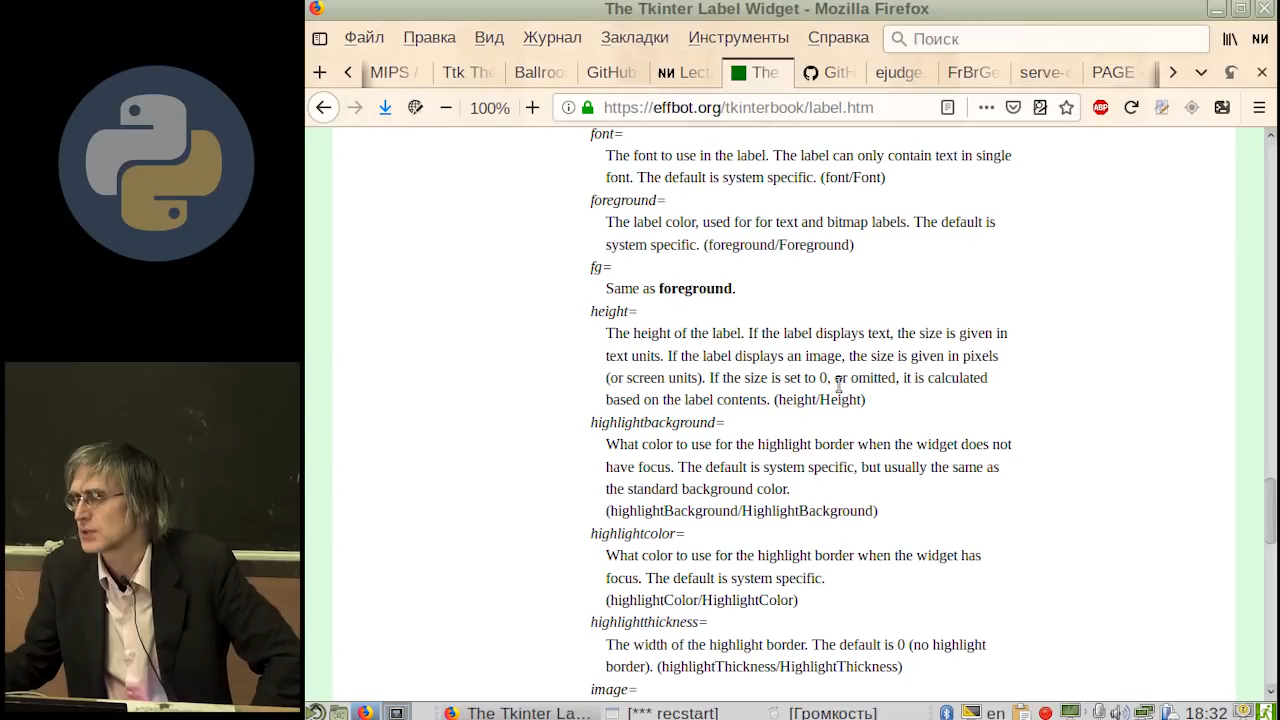 The Tkinter Label Widget - Mozilla Firefox
Файл Правка Вид Журнал Закладки Инструменты Справка Поиск
MIPS / Ttk The Ballroo GitHub Lect The GitH ejudge. FrBrGe serve-c PAGE
100% https://effbot.org/tkinterbook/label.htm ABP
font=
The font to use in the label. The label can only contain text in single
font. The default is system specific. (font/Font)
foreground=
The label color, used for for text and bitmap labels. The default is
system specific. (foreground/Foreground)
fg=
Same as foreground.
height=
The height of the label. If the label displays text, the size is given in
text units. If the label displays an image, the size is given in pixels
(or screen units). If the size is set to 0, or omitted, it is calculated
based on the label contents. (height/Height)
highlightbackground=
What color to use for the highlight border when the widget does not
have focus. The default is system specific, but usually the same as
the standard background color.
(highlightBackground/HighlightBackground)
highlightcolor=
What color to use for the highlight border when the widget has
focus. The default is system specific.
(highlightColor/HighlightColor)
highlightthickness=
The width of the highlight border. The default is 0 (no highlight
border). (highlightThickness/HighlightThickness)
image=
The Tkinter La... [*** recstart] [Громкость] en 18:32